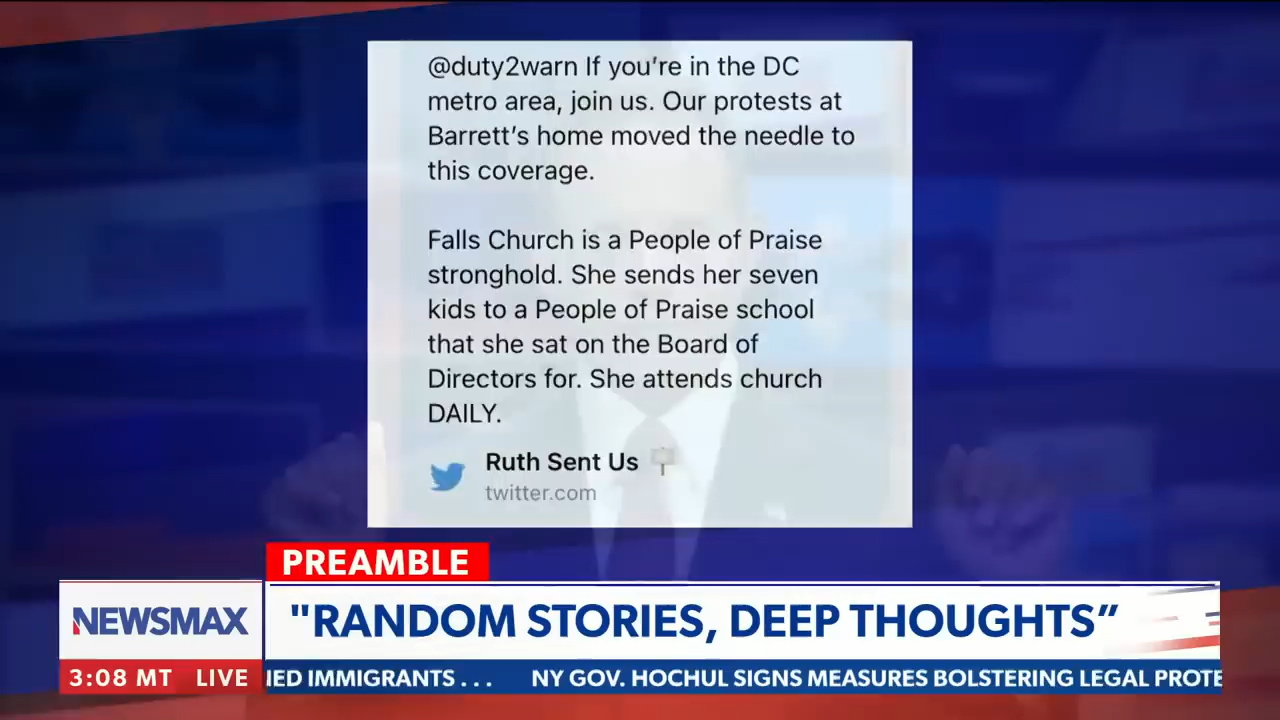 @duty2warn If you’re in the DC
metro area, join us. Our protests at
Barrett’s home moved the needle to
this coverage.
Falls Church is a People of Praise
stronghold. She sends her seven
kids to a People of Praise school
that she sat on the Board of
Directors for. She attends church
DAILY.
Ruth Sent Us
twitter.com
PREAMBLE
NEWSMAX
"RANDOM STORIES, DEEP THOUGHTS”
3:08 MT LIVE
IED IMMIGRANTS . . . NY GOV. HOCHUL SIGNS MEASURES BOLSTERING LEGAL PROTE